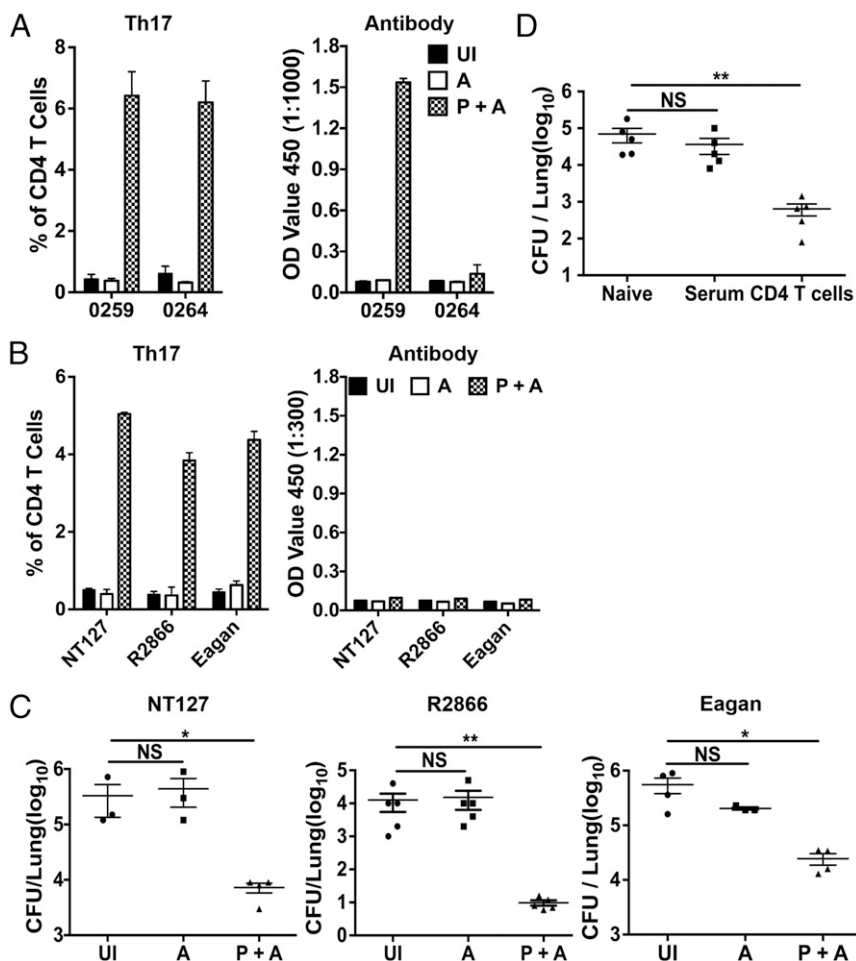 A
Th17
% of CD4 T Cells
8
6
4
2
0
0259 0264
Antibody
OD Value 450 (1:1000)
1.8
1.5
1.2
0.9
0.6
0.3
0.0
0259 0264
UI
A
P + A
D
CFU / Lung(log10)
6
5
4
3
2
1
**
NS
Naive Serum CD4 T cells
B
Th17
% of CD4 T Cells
6
4
2
0
NT127 R2866 Eagan
Antibody
UI A P + A
OD Value 450 (1:300)
1.8
1.5
1.2
0.9
0.6
0.3
0.0
NT127 R2866 Eagan
C
NT127
CFU/Lung(log10)
6
5
4
3
*
NS
UI A P + A
R2866
CFU/Lung(log10)
5
4
3
2
1
0
**
NS
UI A P + A
Eagan
CFU / Lung(log10)
6
5
4
3
*
NS
UI A P + A